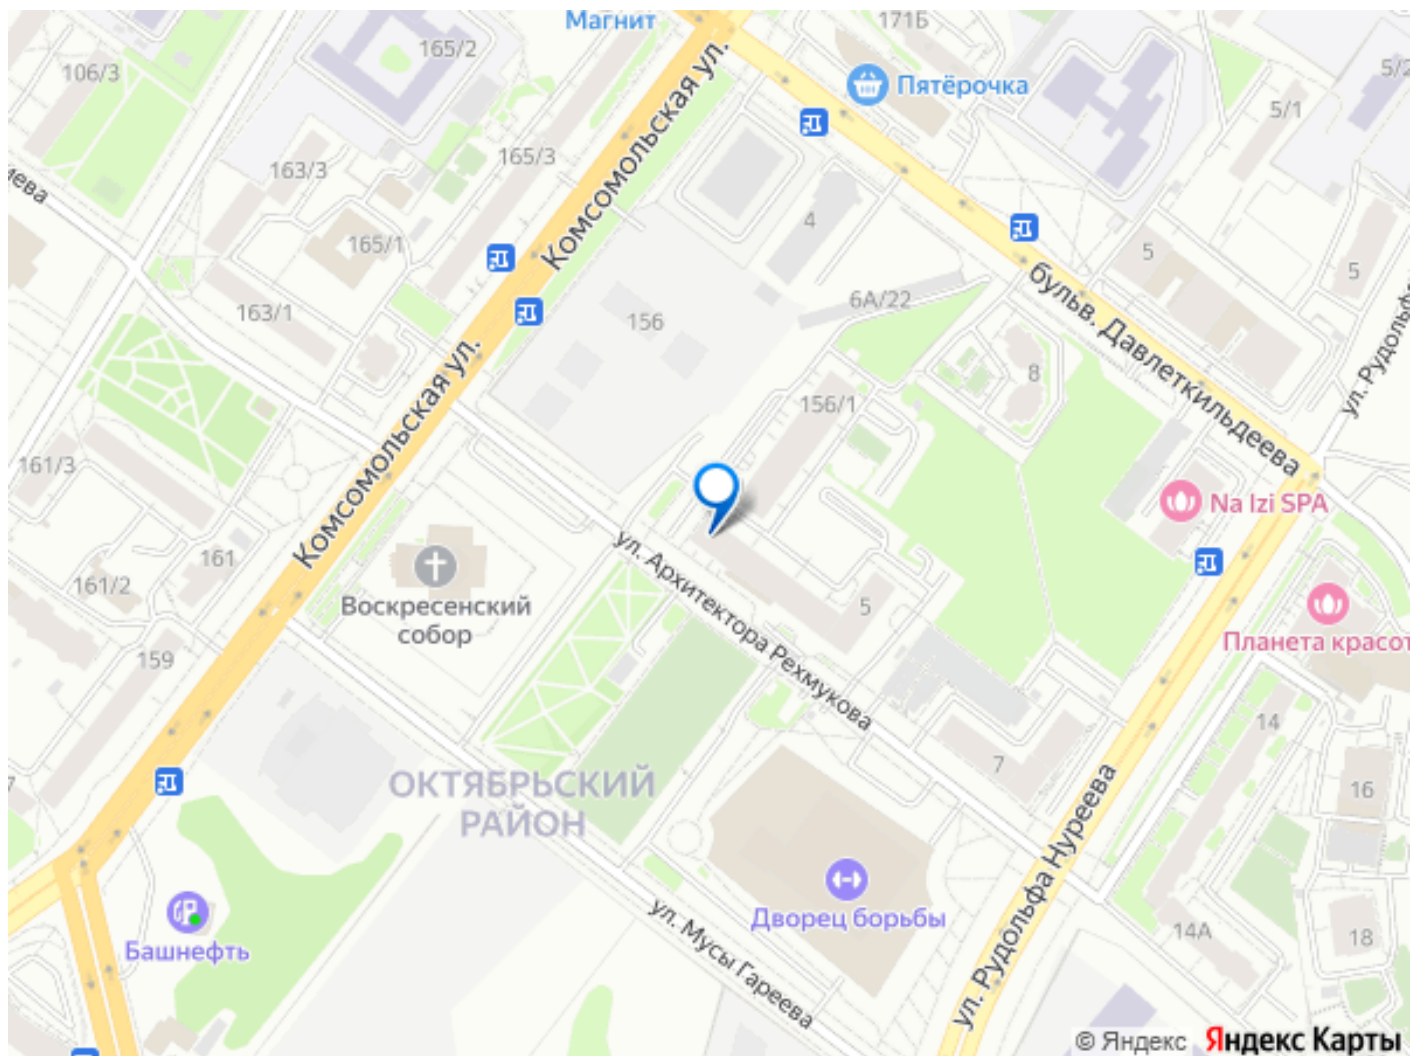 Магнит
171Б
165/2
106/3
Пятёрочка
5/2
5/1
Комсомольская ул.
165/3
163/3
иева
4
165/1
5
5
6А/22
бульв. Давлеткильдеева
163/1
156
ул. Рудольфа
8
156/1
Комсомольская ул.
161/3
Na Izi SPA
161
161/2
Воскресенский
собор
ул. Архитектора Рехмукова
5
Планета красот
159
14
7
ОКТЯБРЬСКИЙ
РАЙОН
16
ул. Рудольфа Нуреева
Дворец борьбы
ул. Мусы Гареева
Башнефть
14А
18
© Яндекс Яндекс Карты